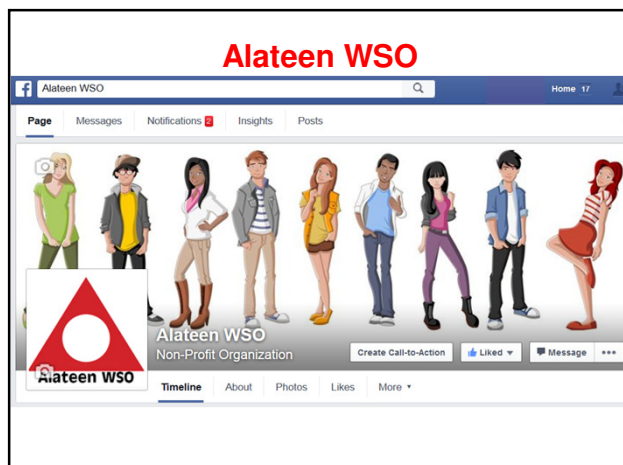 Alateen WSO
Alateen WSO
Home 17
Page Messages Notifications 2 Insights Posts
Alateen WSO
Non-Profit Organization
Create Call-to-Action Liked Message
Alateen WSO
Timeline About Photos Likes More